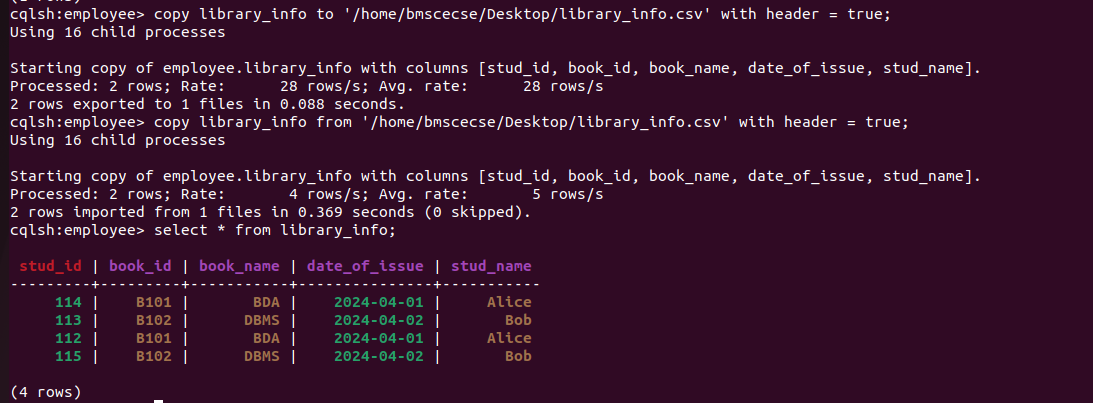 cqlsh:employee> copy library_info to '/home/bmscecse/Desktop/library_info.csv' with header = true;
Using 16 child processes

Starting copy of employee.library_info with columns [stud_id, book_id, book_name, date_of_issue, stud_name].
Processed: 2 rows; Rate:      28 rows/s; Avg. rate:      28 rows/s
2 rows exported to 1 files in 0.088 seconds.
cqlsh:employee> copy library_info from '/home/bmscecse/Desktop/library_info.csv' with header = true;
Using 16 child processes

Starting copy of employee.library_info with columns [stud_id, book_id, book_name, date_of_issue, stud_name].
Processed: 2 rows; Rate:       4 rows/s; Avg. rate:       5 rows/s
2 rows imported from 1 files in 0.369 seconds (0 skipped).
cqlsh:employee> select * from library_info;

 stud_id | book_id | book_name | date_of_issue | stud_name
---------+---------+-----------+---------------+-----------
     114 |    B101 |       BDA |    2024-04-01 |     Alice
     113 |    B102 |      DBMS |    2024-04-02 |       Bob
     112 |    B101 |       BDA |    2024-04-01 |     Alice
     115 |    B102 |      DBMS |    2024-04-02 |       Bob

(4 rows)